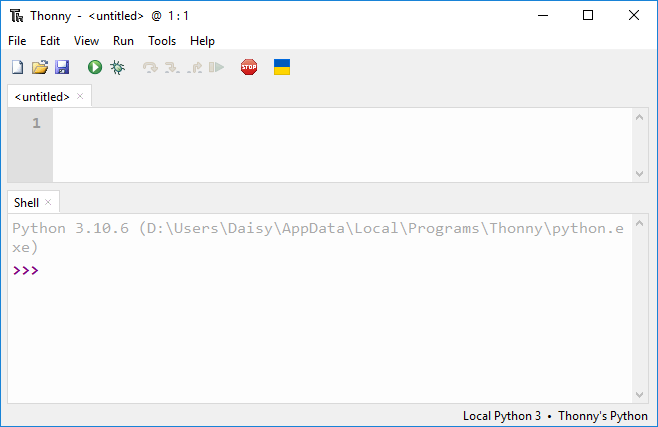 Thonny - <untitled> @ 1 : 1
File Edit View Run Tools Help
STOP
<untitled> ×
1
Shell ×
Python 3.10.6 (D:\Users\Daisy\AppData\Local\Programs\Thonny\python.e
xe)
>>>
Local Python 3 • Thonny's Python